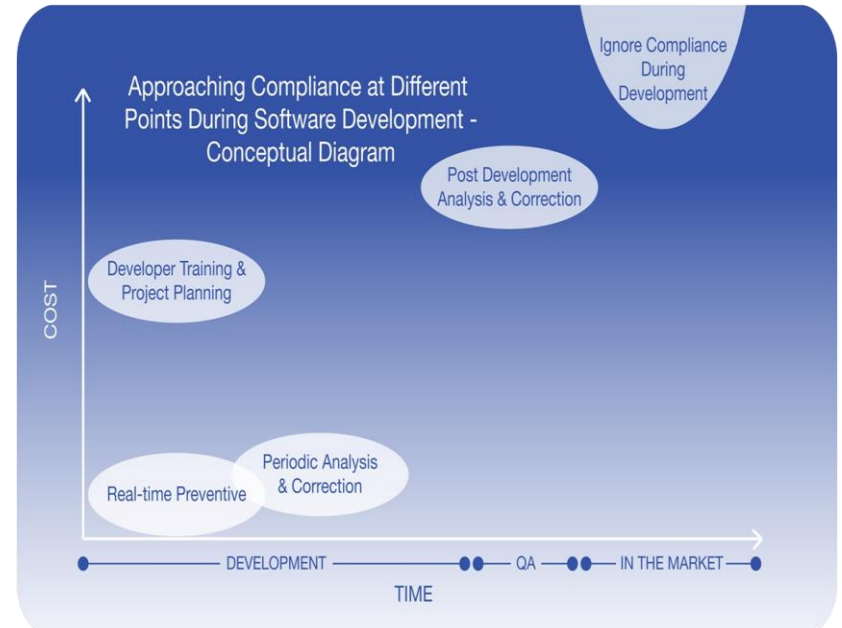 Ignore Compliance
During
Development
Approaching Compliance at Different
Points During Software Development -
Conceptual Diagram
Post Development
Analysis & Correction
Developer Training &
Project Planning
COST
Periodic Analysis
& Correction
Real-time Preventive
DEVELOPMENT
QA
IN THE MARKET
TIME